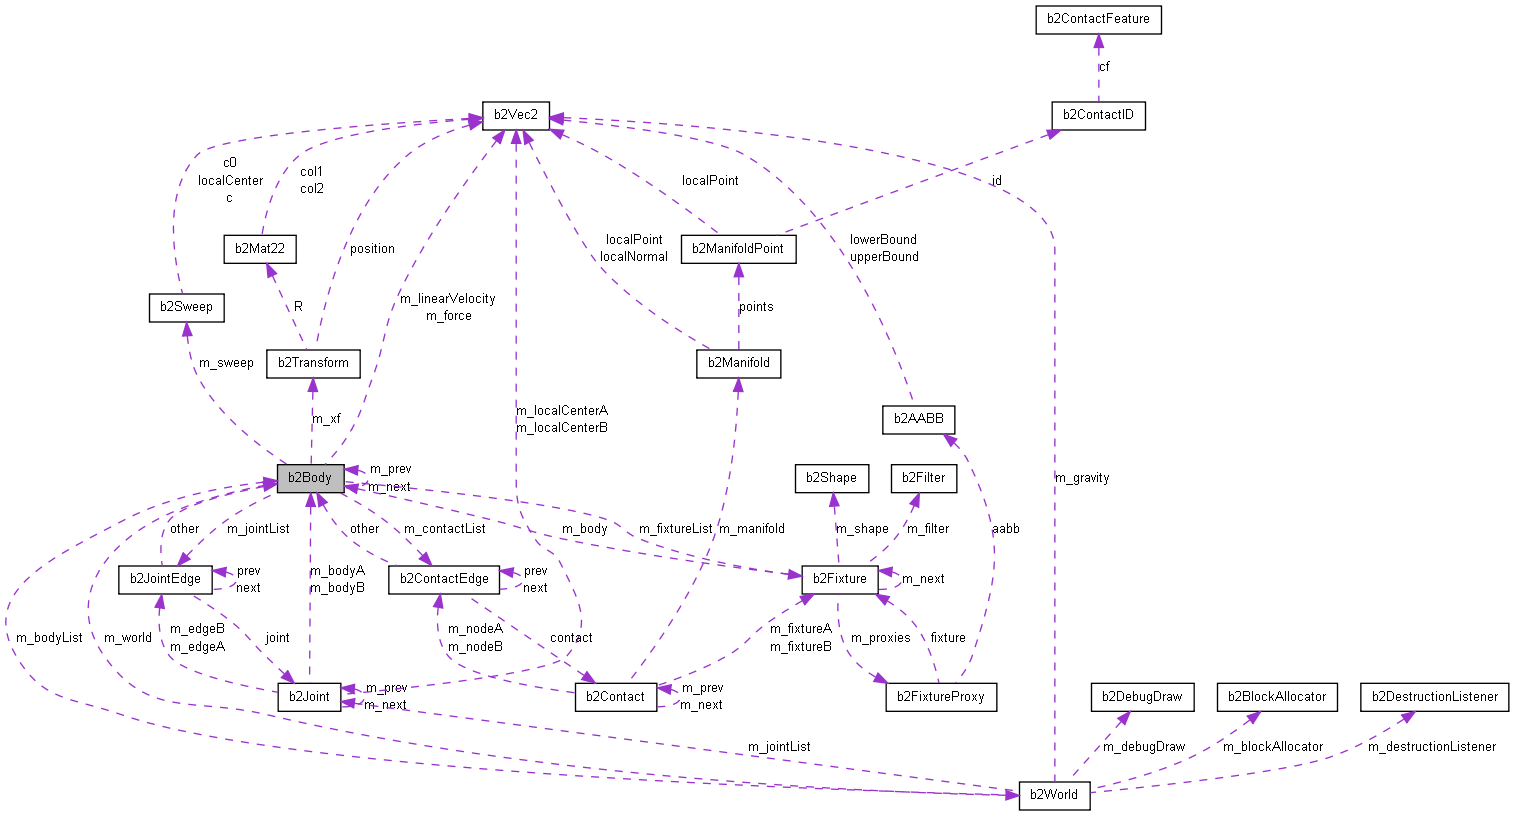 b2ContactFeature
cf
b2Vec2
b2ContactID
c0
localCenter
c
col1
col2
localPoint
id
b2Mat22
position
localPoint
localNormal
b2ManifoldPoint
lowerBound
upperBound
b2Sweep
R
m_linearVelocity
m_force
points
m_sweep
b2Transform
b2Manifold
m_xf
m_localCenterA
m_localCenterB
b2AABB
b2Body
m_prev
m_next
b2Shape
b2Filter
m_gravity
other
m_jointList
other
m_contactList
m_body
m_fixtureList
m_manifold
m_shape
m_filter
aabb
b2JointEdge
prev
next
m_bodyA
m_bodyB
b2ContactEdge
prev
next
b2Fixture
m_next
m_bodyList
m_world
m_edgeB
m_edgeA
joint
m_nodeA
m_nodeB
contact
m_fixtureA
m_fixtureB
m_proxies
fixture
b2Joint
m_prev
m_next
b2Contact
m_prev
m_next
b2FixtureProxy
b2DebugDraw
b2BlockAllocator
b2DestructionListener
m_jointList
m_debugDraw
m_blockAllocator
m_destructionListener
b2World